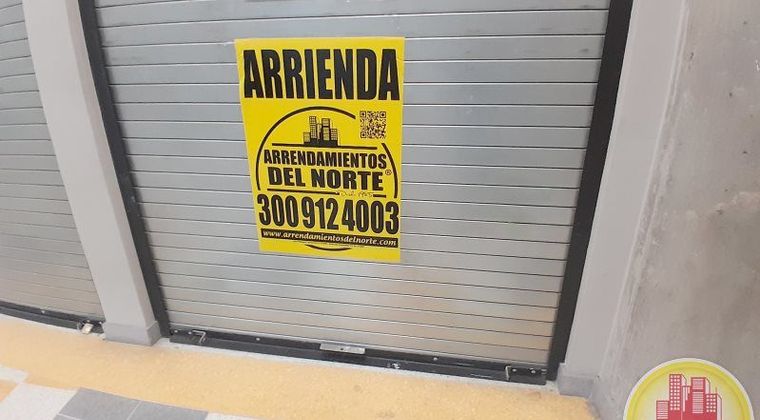 ARRIENDA
ARRENDAMIENTOS
DEL NORTE®
300 912 4003
www.arrendamientosdelnorte.com